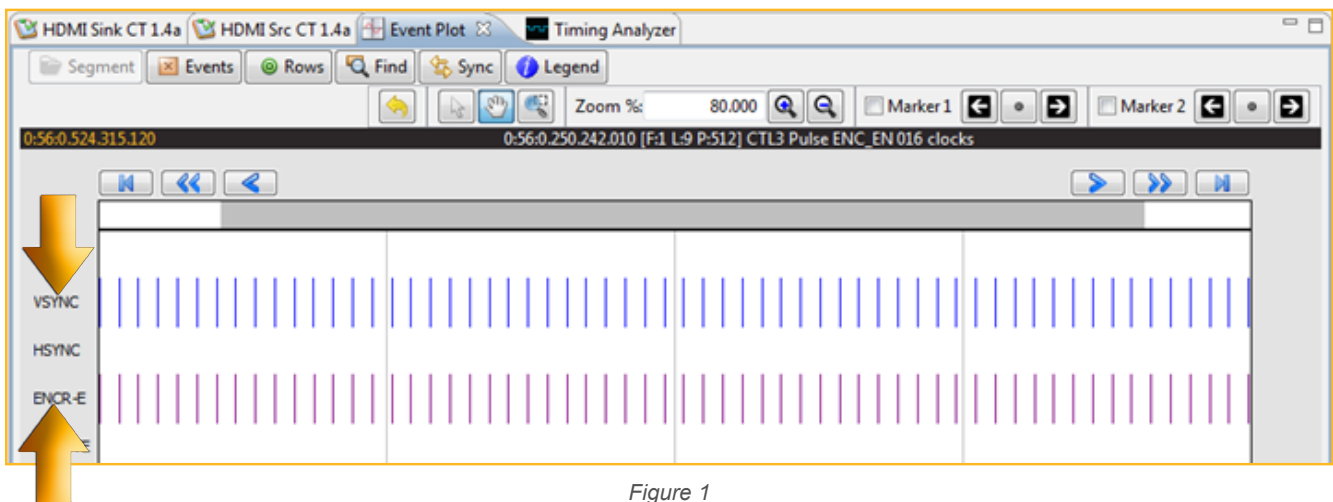 HDMI Sink CT 1.4a HDMI Src CT 1.4a Event Plot Timing Analyzer
Segment Events Rows Find Sync Legend
Zoom %: 80.000 Marker 1 Marker 2
0:56:0.524.315.120 0:56:0.250.242.010 [F:1 L:9 P:512] CTL3 Pulse ENC_EN 016 clocks
VSYNC
HSYNC
ENCR-E
Figure 1